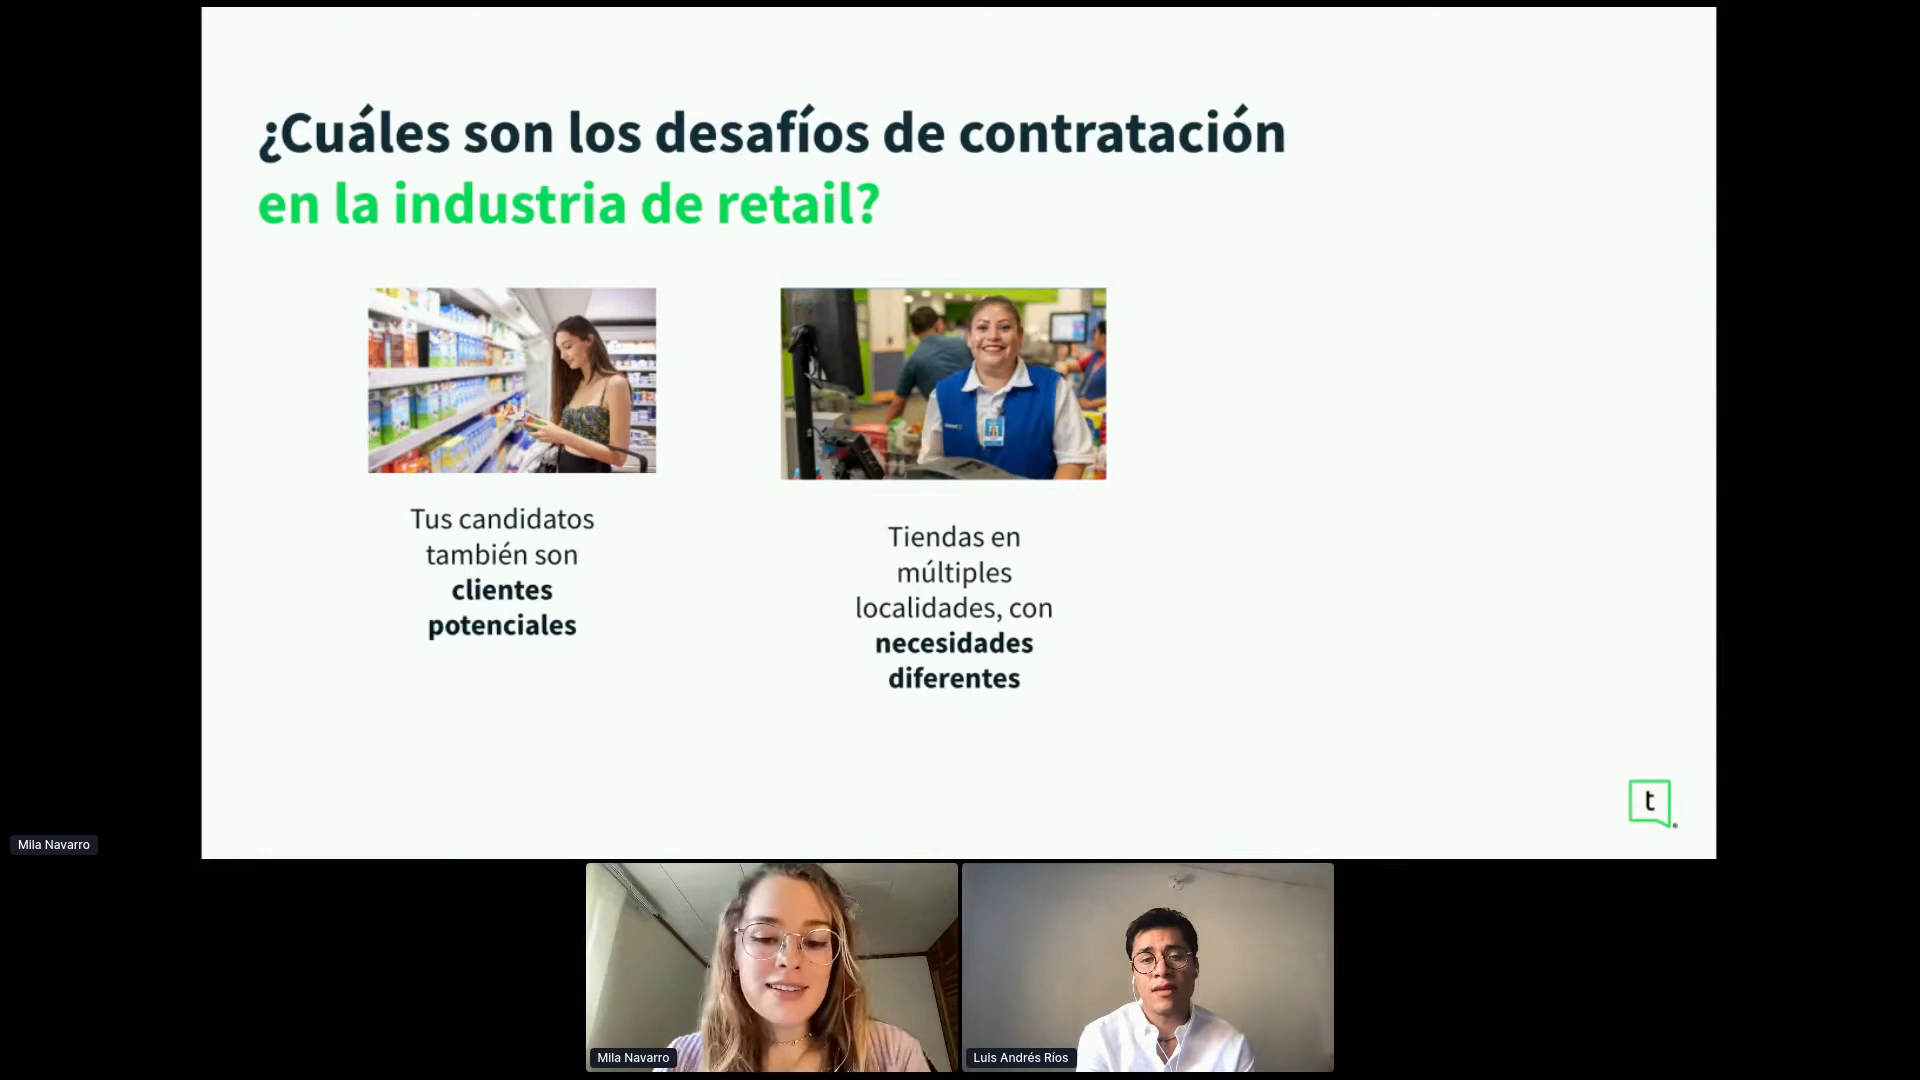 ¿Cuáles son los desafíos de contratación
en la industria de retail?
Tus candidatos
también son
clientes
potenciales
Tiendas en
múltiples
localidades, con
necesidades
diferentes
t
Mila Navarro
Mila Navarro
Luis Andrés Ríos